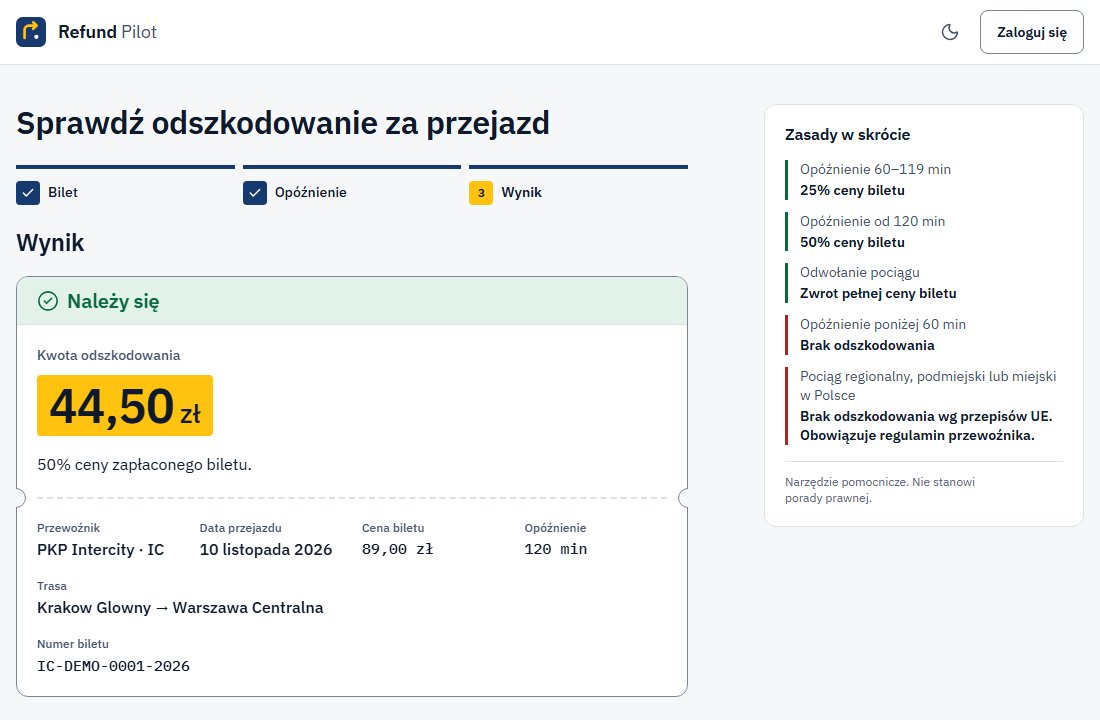 Refund Pilot
Zaloguj się
Sprawdź odszkodowanie za przejazd
Bilet
Opóźnienie
3 Wynik
Wynik
Należy się
Kwota odszkodowania
44,50 zł
50% ceny zapłaconego biletu.
Przewoźnik
PKP Intercity · IC
Data przejazdu
10 listopada 2026
Cena biletu
89,00 zł
Opóźnienie
120 min
Trasa
Krakow Glowny → Warszawa Centralna
Numer biletu
IC-DEMO-0001-2026
Zasady w skrócie
Opóźnienie 60–119 min
25% ceny biletu
Opóźnienie od 120 min
50% ceny biletu
Odwołanie pociągu
Zwrot pełnej ceny biletu
Opóźnienie poniżej 60 min
Brak odszkodowania
Pociąg regionalny, podmiejski lub miejski
w Polsce
Brak odszkodowania wg przepisów UE.
Obowiązuje regulamin przewoźnika.
Narzędzie pomocnicze. Nie stanowi
porady prawnej.